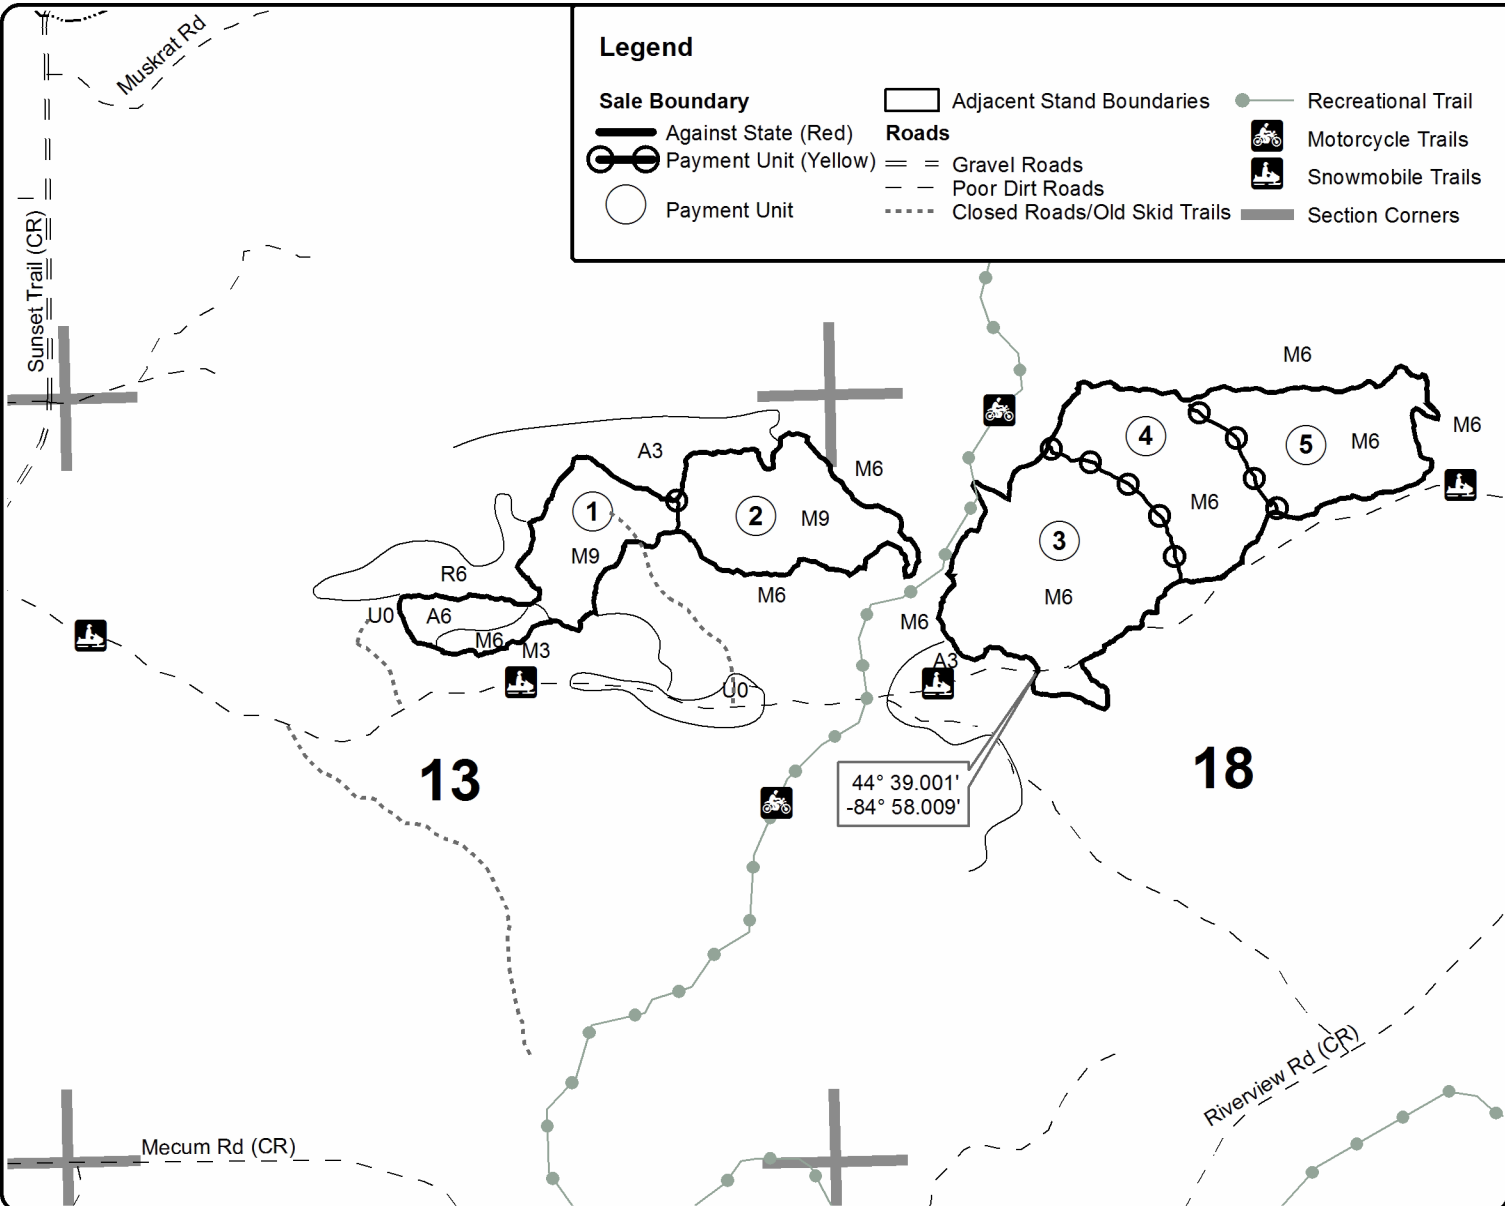 Muskrat Rd
Sunset Trail (CR)
Legend
Sale Boundary
Against State (Red)
Payment Unit (Yellow)
Payment Unit
Adjacent Stand Boundaries
Roads
Gravel Roads
Poor Dirt Roads
Closed Roads/Old Skid Trails
Recreational Trail
Motorcycle Trails
Snowmobile Trails
Section Corners
M6
M6
4
5
M6
A3
M6
M6
1
2
M9
3
M9
R6
M6
M6
U0
A6
M6
M6
M3
A3
U0
13
18
44° 39.001'
-84° 58.009'
Riverview Rd (CR)
Mecum Rd (CR)